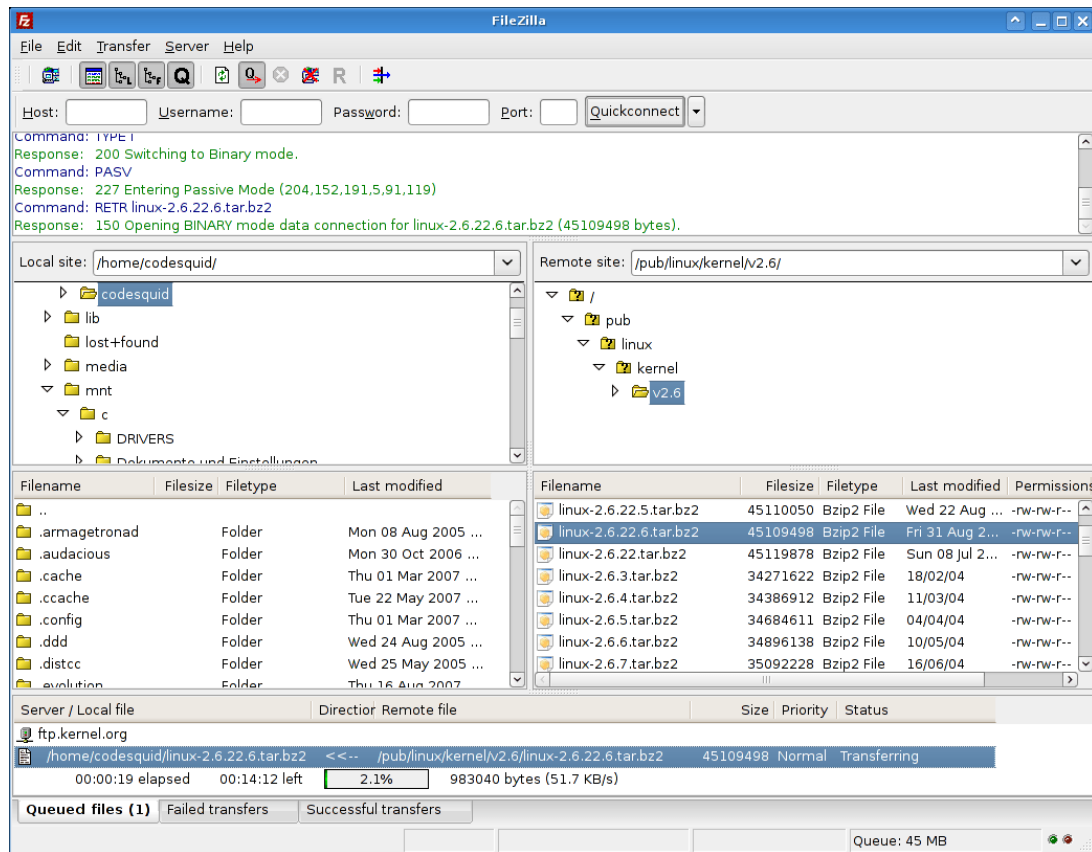 FileZilla
File Edit Transfer Server Help
Host: Username: Password: Port: Quickconnect
Command: TYPE I
Response: 200 Switching to Binary mode.
Command: PASV
Response: 227 Entering Passive Mode (204,152,191,5,91,119)
Command: RETR linux-2.6.22.6.tar.bz2
Response: 150 Opening BINARY mode data connection for linux-2.6.22.6.tar.bz2 (45109498 bytes).
Local site: /home/codesquid/
codesquid
lib
lost+found
media
mnt
c
DRIVERS
Dokumente und Einstellungen
Remote site: /pub/linux/kernel/v2.6/
/
pub
linux
kernel
v2.6
Filename Filesize Filetype Last modified
..
.armagetronad Folder Mon 08 Aug 2005 ...
.audacious Folder Mon 30 Oct 2006 ...
.cache Folder Thu 01 Mar 2007 ...
.ccache Folder Tue 22 May 2007 ...
.config Folder Thu 01 Mar 2007 ...
.ddd Folder Wed 24 Aug 2005 ...
.distcc Folder Wed 25 May 2005 ...
.evolution Folder Thu 16 Aug 2007
Filename Filesize Filetype Last modified Permissions
linux-2.6.22.5.tar.bz2 45110050 Bzip2 File Wed 22 Aug ... -rw-rw-r--
linux-2.6.22.6.tar.bz2 45109498 Bzip2 File Fri 31 Aug 2... -rw-rw-r--
linux-2.6.22.tar.bz2 45119878 Bzip2 File Sun 08 Jul 2... -rw-rw-r--
linux-2.6.3.tar.bz2 34271622 Bzip2 File 18/02/04 -rw-rw-r--
linux-2.6.4.tar.bz2 34386912 Bzip2 File 11/03/04 -rw-rw-r--
linux-2.6.5.tar.bz2 34684611 Bzip2 File 04/04/04 -rw-rw-r--
linux-2.6.6.tar.bz2 34896138 Bzip2 File 10/05/04 -rw-rw-r--
linux-2.6.7.tar.bz2 35092228 Bzip2 File 16/06/04 -rw-rw-r--
Server / Local file Direction Remote file Size Priority Status
ftp.kernel.org
/home/codesquid/linux-2.6.22.6.tar.bz2 <<-- /pub/linux/kernel/v2.6/linux-2.6.22.6.tar.bz2 45109498 Normal Transferring
00:00:19 elapsed 00:14:12 left 2.1% 983040 bytes (51.7 KB/s)
Queued files (1) Failed transfers Successful transfers
Queue: 45 MB